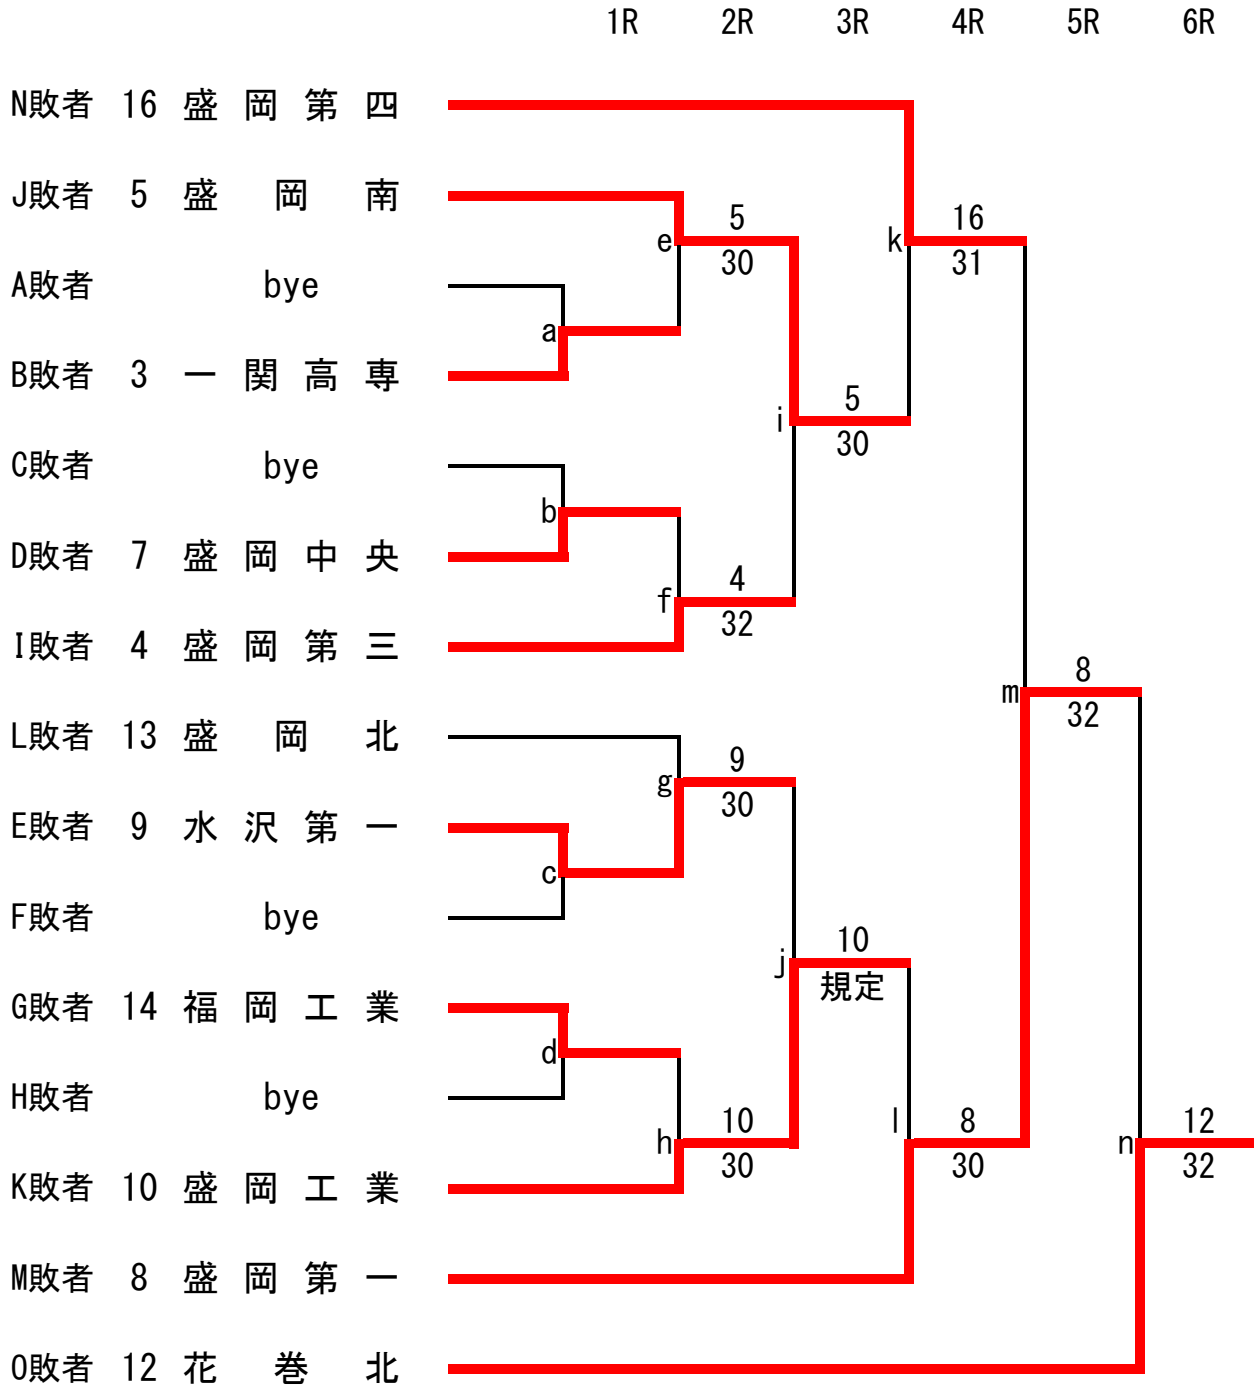 1R 2R 3R 4R 5R 6R
N敗者 16 盛岡第四
J敗者 5 盛岡南
5
16
e
k
30
31
A敗者 bye
a
B敗者 3 一関高専
5
i
30
C敗者 bye
b
D敗者 7 盛岡中央
4
f
32
I敗者 4 盛岡第三
8
m
32
L敗者 13 盛岡北
9
g
30
E敗者 9 水沢第一
c
F敗者 bye
10
j
規定
G敗者 14 福岡工業
d
H敗者 bye
10
8
12
h
l
n
30
30
32
K敗者 10 盛岡工業
M敗者 8 盛岡第一
O敗者 12 花巻北